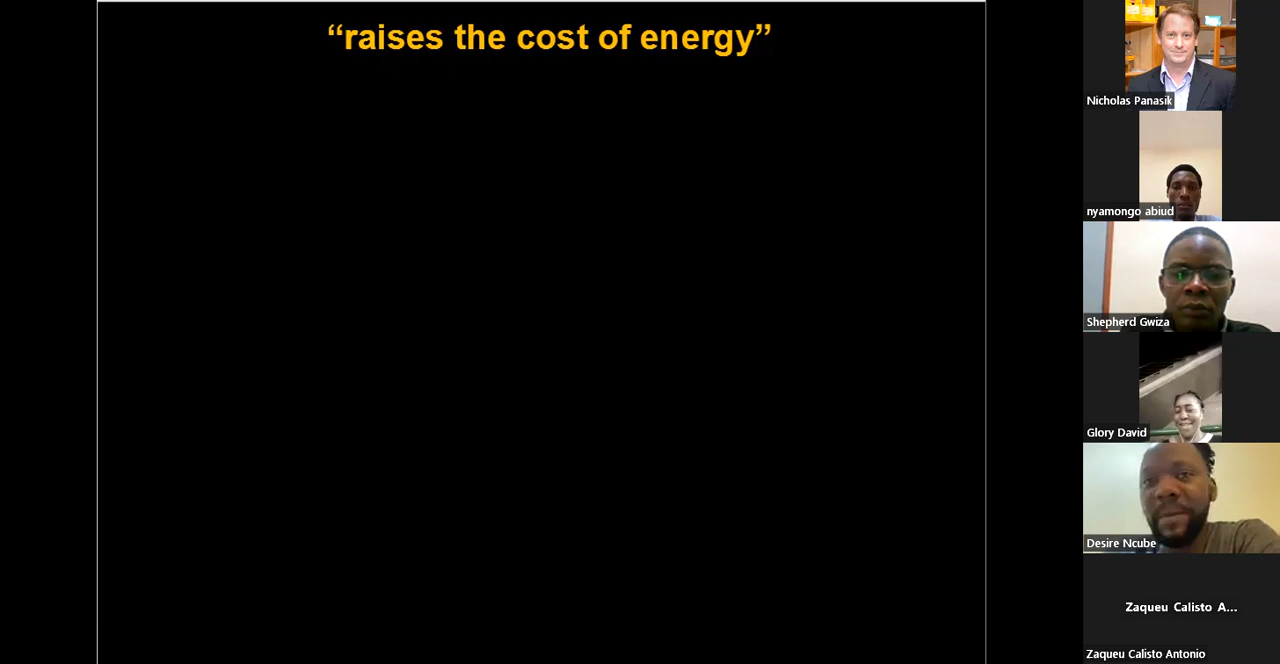 “raises the cost of energy”
Nicholas Panasik
nyamongo abiud
Shepherd Gwiza
Glory David
Desire Ncube
Zaqueu Calisto A...
Zaqueu Calisto Antonio